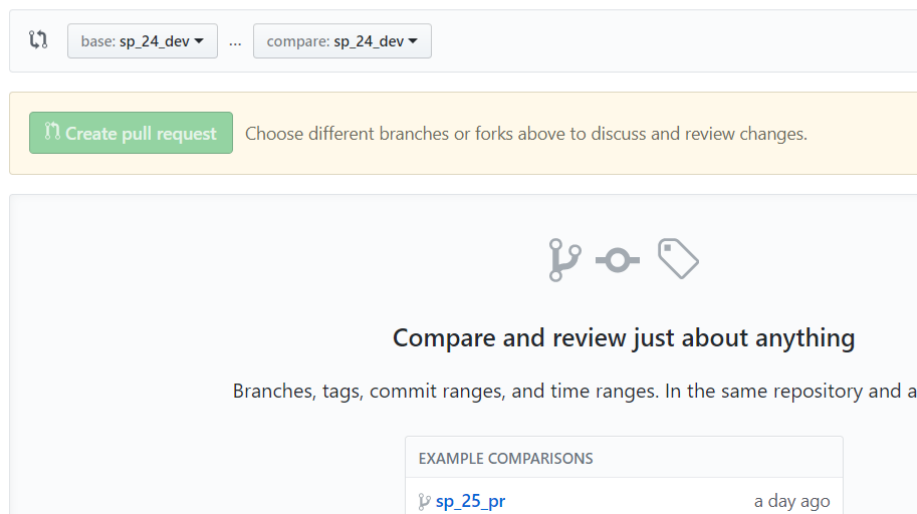 base: sp_24_dev ... compare: sp_24_dev
Create pull request Choose different branches or forks above to discuss and review changes.
Compare and review just about anything
Branches, tags, commit ranges, and time ranges. In the same repository and a
EXAMPLE COMPARISONS
sp_25_pr a day ago